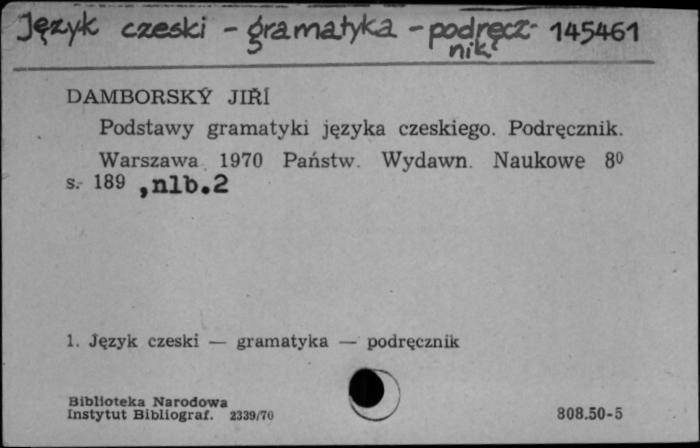 Język czeski - gramatyka - podręcz- 145461
nik
DAMBORSKÝ JIŘÍ
Podstawy gramatyki języka czeskiego. Podręcznik.
Warszawa 1970 Państw. Wydawn. Naukowe 8⁰
s. 189 ,nlb.2
1. Język czeski — gramatyka — podręcznik
Biblioteka Narodowa
Instytut Bibliograf. 2339/70
808.50-5